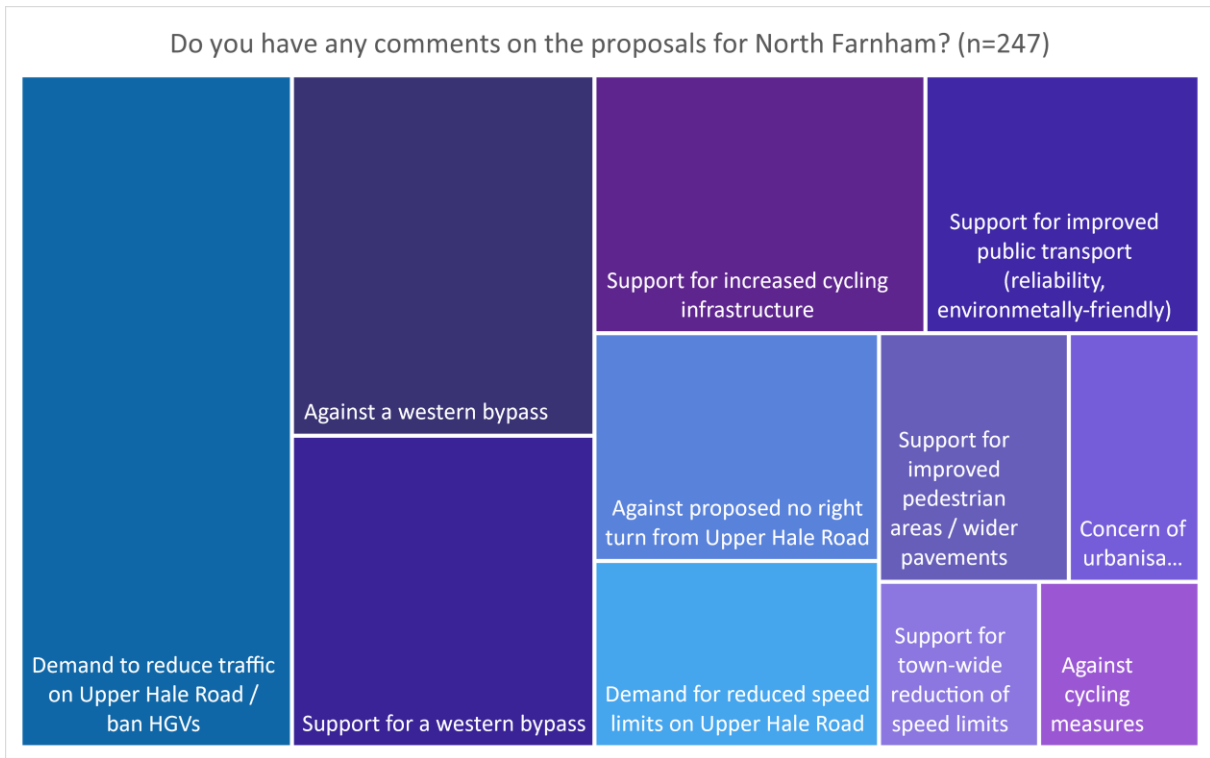 Do you have any comments on the proposals for North Farnham? (n=247)
Demand to reduce traffic
on Upper Hale Road /
ban HGVs
Against a western bypass
Support for a western bypass
Support for increased cycling
infrastructure
Support for improved
public transport
(reliability,
environmetally-friendly)
Against proposed no right
turn from Upper Hale Road
Demand for reduced speed
limits on Upper Hale Road
Support for
improved
pedestrian
areas / wider
pavements
Concern of
urbanisa...
Support for
town-wide
reduction of
speed limits
Against
cycling
measures